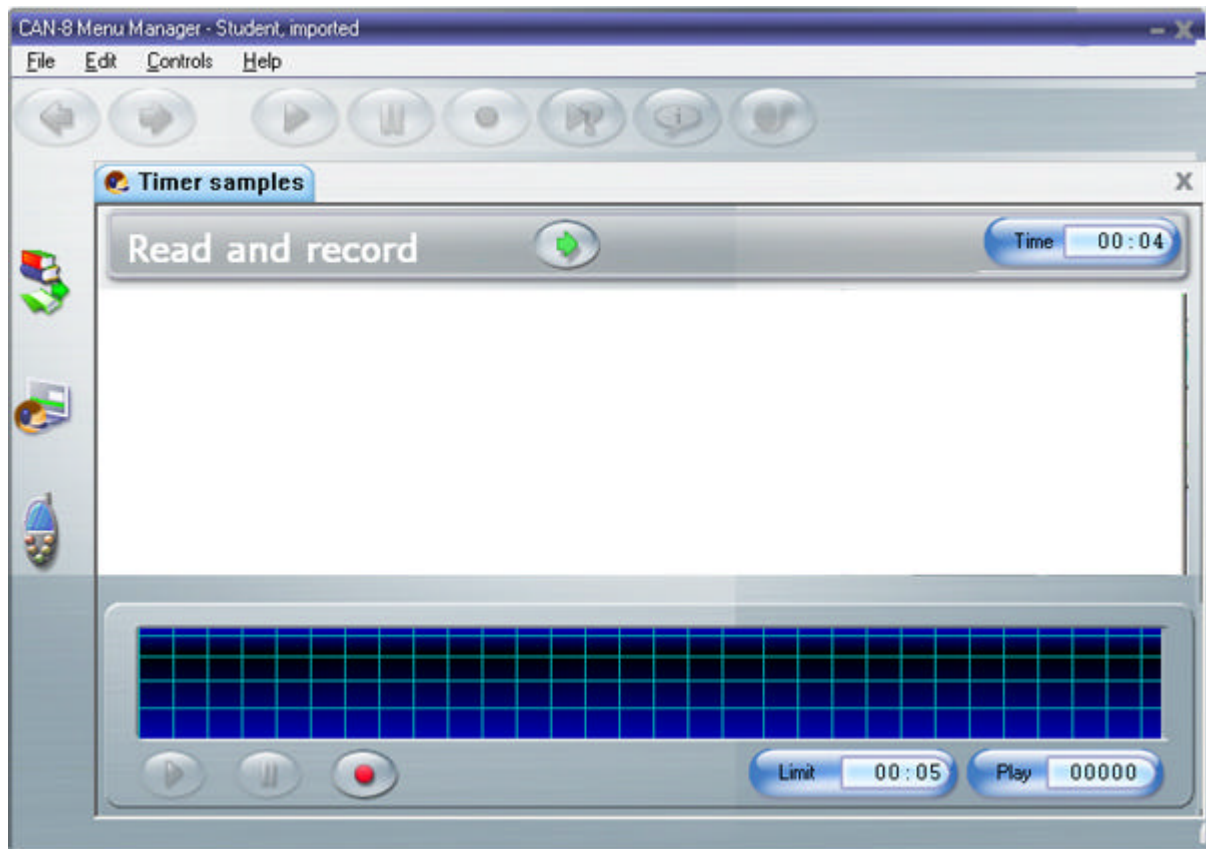 CAN-8 Menu Manager - Student, imported
File Edit Controls Help
Timer samples
Read and record
Time 00:04
Limit 00:05 Play 00000